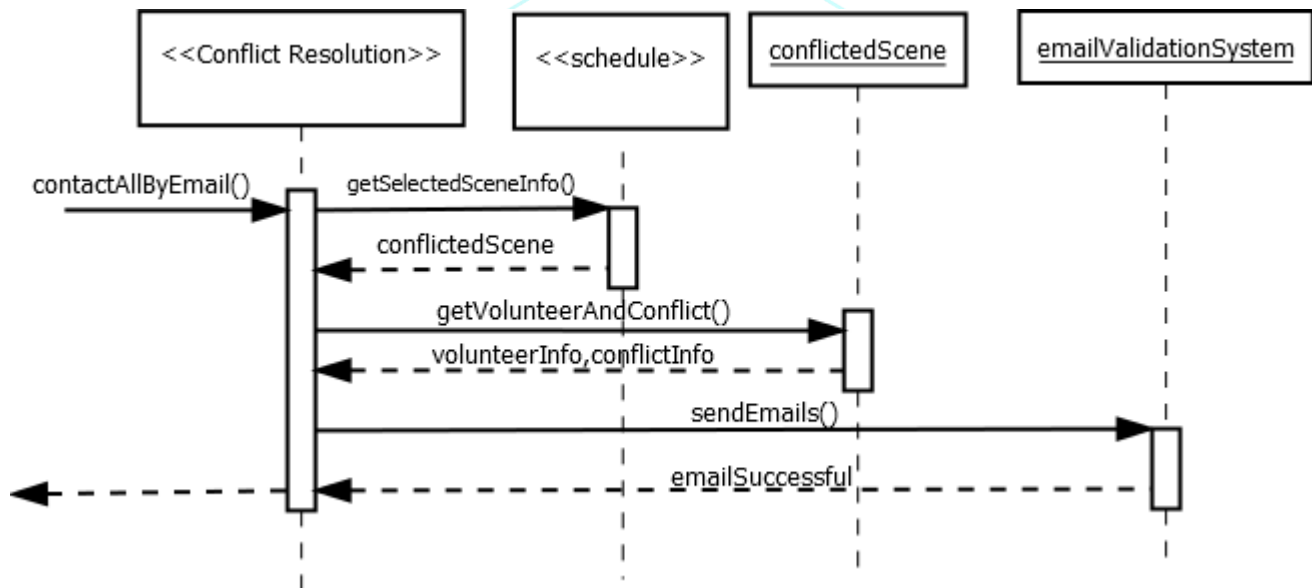 <<Conflict Resolution>>
<<schedule>>
conflictedScene
emailValidationSystem
contactAllByEmail()
getSelectedSceneInfo()
conflictedScene
getVolunteerAndConflict()
volunteerInfo,conflictInfo
sendEmails()
emailSuccessful